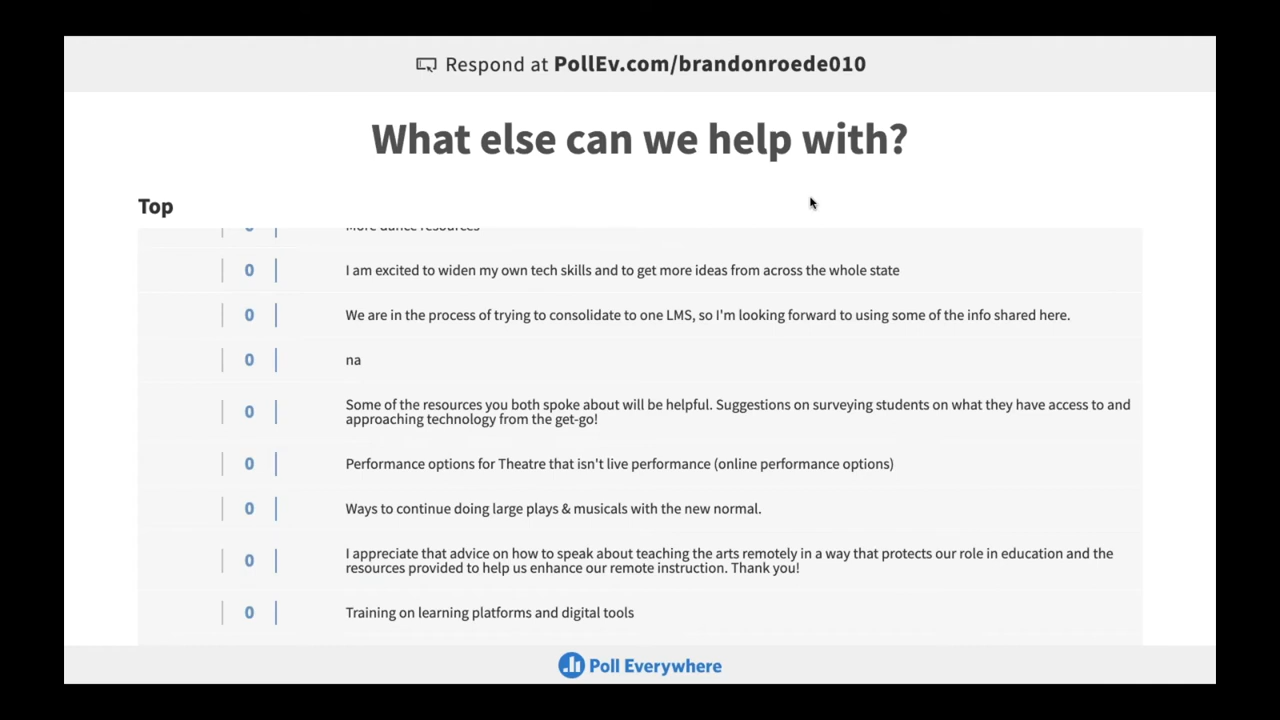 Respond at PollEv.com/brandonroede010
What else can we help with?
Top
0 More dance resources
0 I am excited to widen my own tech skills and to get more ideas from across the whole state
0 We are in the process of trying to consolidate to one LMS, so I'm looking forward to using some of the info shared here.
0 na
0 Some of the resources you both spoke about will be helpful. Suggestions on surveying students on what they have access to and
approaching technology from the get-go!
0 Performance options for Theatre that isn't live performance (online performance options)
0 Ways to continue doing large plays & musicals with the new normal.
0 I appreciate that advice on how to speak about teaching the arts remotely in a way that protects our role in education and the
resources provided to help us enhance our remote instruction. Thank you!
0 Training on learning platforms and digital tools
Poll Everywhere